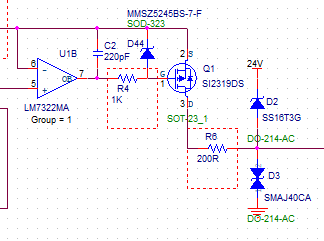 MMSZ5245BS-7-F
SOD-323
U1B
C2
220pF
D44
2
S
6
5
-
+
OB
7
R4
1K
G
1
Q1
SI2319DS
LM7322MA
Group = 1
3
D
SOT-23_1
24V
D2
SS16T3G
R6
200R
DO-214-AC
D3
SMAJ40CA
DO-214-AC